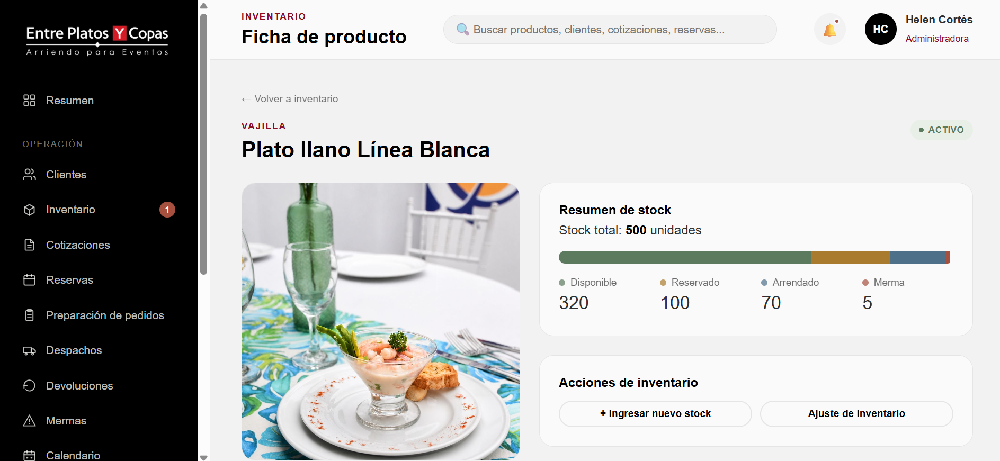 Entre Platos Y Copas
Arriendo para Eventos
Resumen
OPERACIÓN
Clientes
Inventario
1
Cotizaciones
Reservas
Preparación de pedidos
Despachos
Devoluciones
Mermas
Calendario
INVENTARIO
Ficha de producto
Buscar productos, clientes, cotizaciones, reservas...
HC
Helen Cortés
Administradora
← Volver a inventario
VAJILLA
Plato llano Línea Blanca
ACTIVO
Resumen de stock
Stock total: 500 unidades
Disponible
320
Reservado
100
Arrendado
70
Merma
5
Acciones de inventario
+ Ingresar nuevo stock
Ajuste de inventario